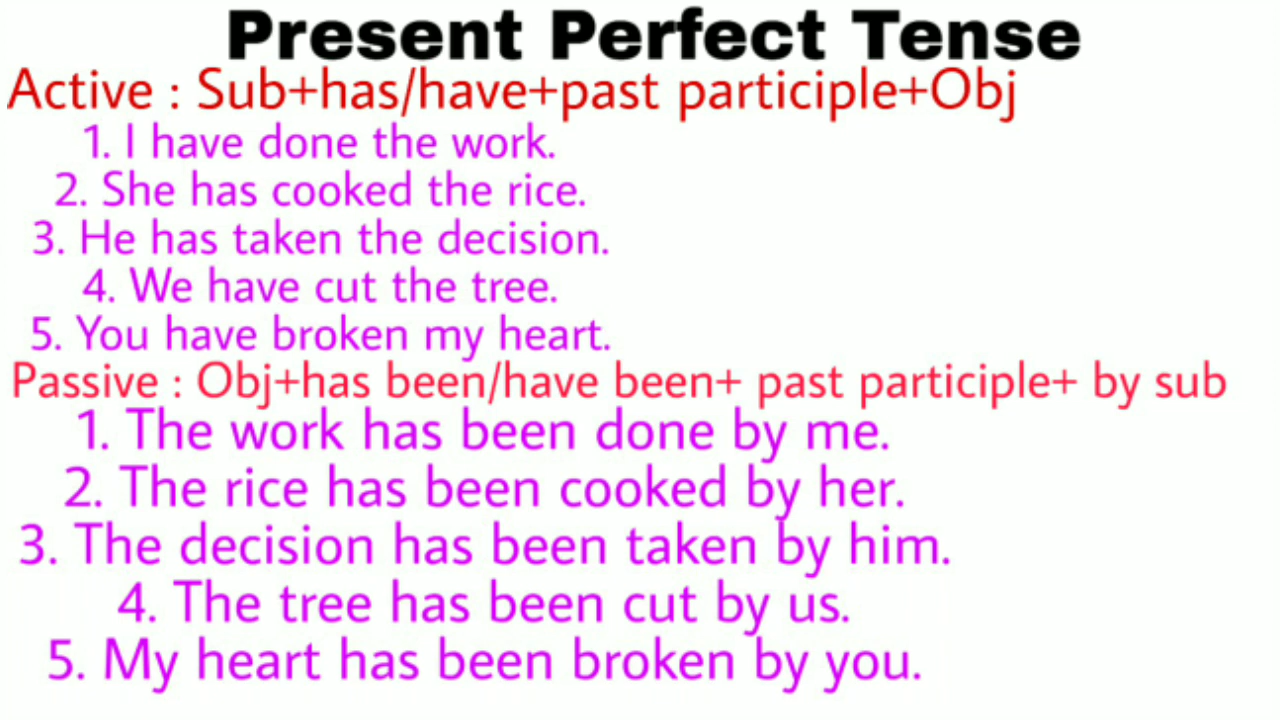 Present Perfect Tense
Active : Sub+has/have+past participle+Obj
1. I have done the work.
2. She has cooked the rice.
3. He has taken the decision.
4. We have cut the tree.
5. You have broken my heart.
Passive : Obj+has been/have been+ past participle+ by sub
1. The work has been done by me.
2. The rice has been cooked by her.
3. The decision has been taken by him.
4. The tree has been cut by us.
5. My heart has been broken by you.